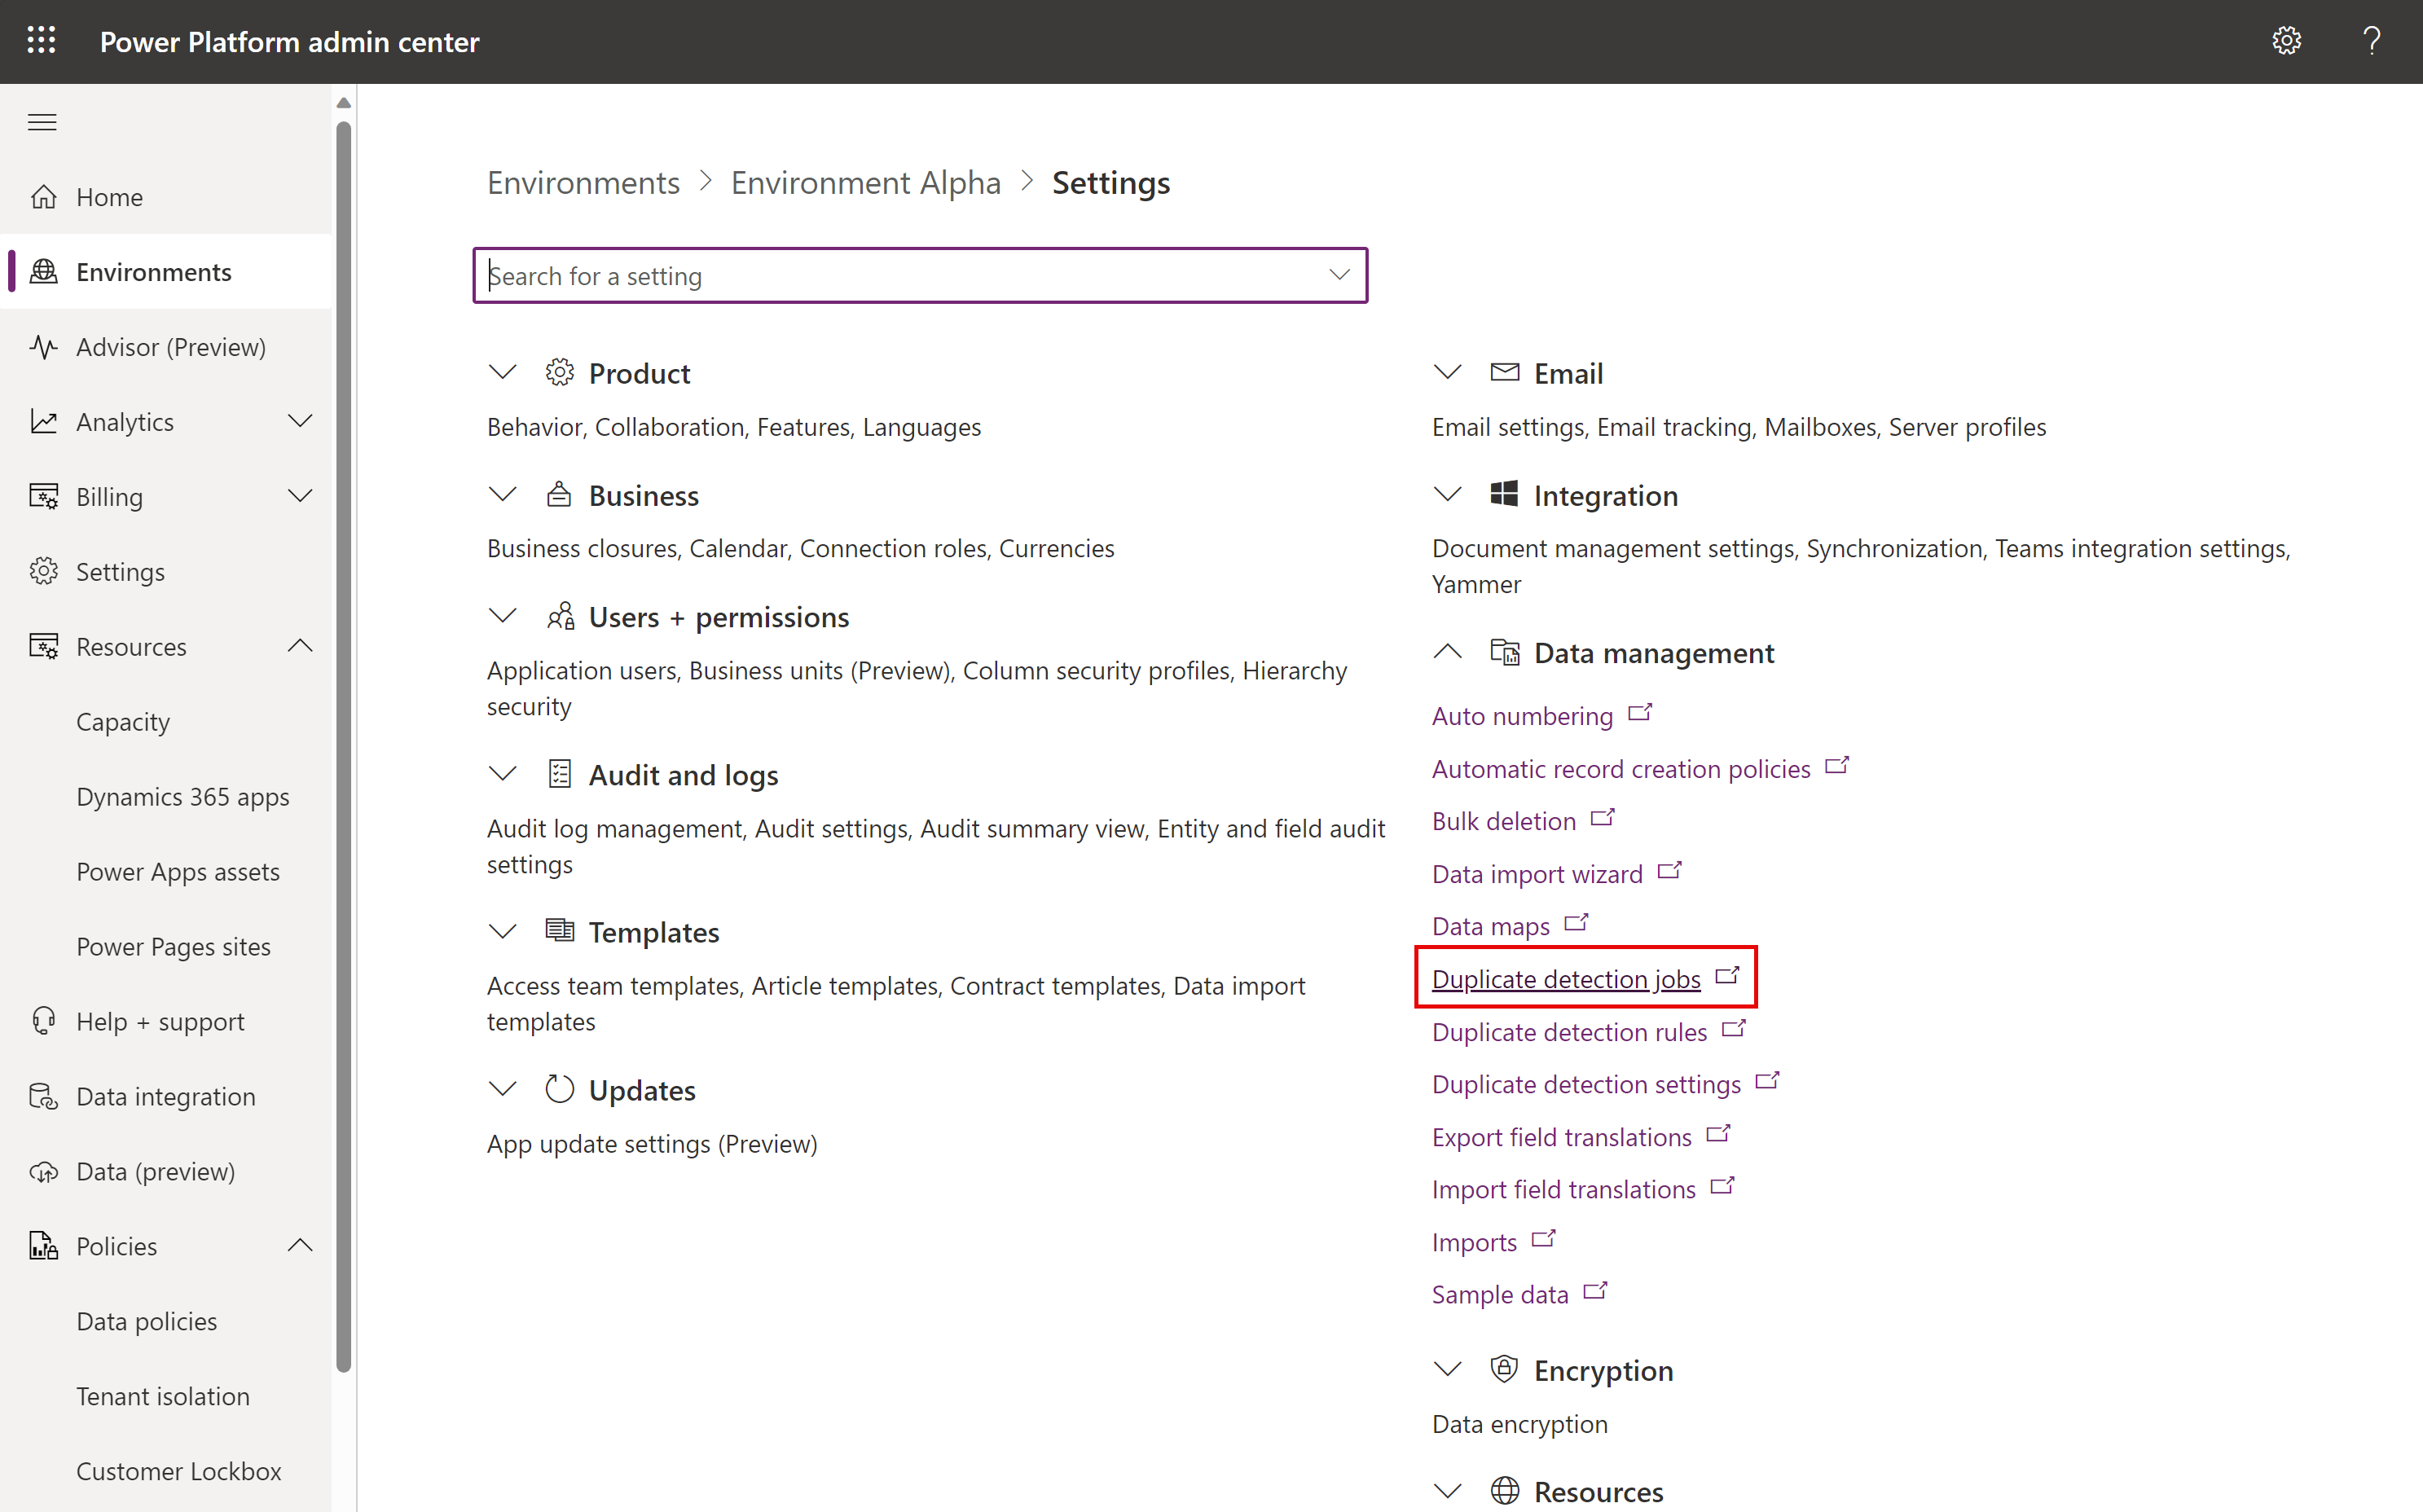 Power Platform admin center
?
Home
Environments
Advisor (Preview)
Analytics
Billing
Settings
Resources
Capacity
Dynamics 365 apps
Power Apps assets
Power Pages sites
Help + support
Data integration
Data (preview)
Policies
Data policies
Tenant isolation
Customer Lockbox
Environments > Environment Alpha > Settings
Search for a setting
Product
Behavior, Collaboration, Features, Languages
Business
Business closures, Calendar, Connection roles, Currencies
Users + permissions
Application users, Business units (Preview), Column security profiles, Hierarchy
security
Audit and logs
Audit log management, Audit settings, Audit summary view, Entity and field audit
settings
Templates
Access team templates, Article templates, Contract templates, Data import
templates
Updates
App update settings (Preview)
Email
Email settings, Email tracking, Mailboxes, Server profiles
Integration
Document management settings, Synchronization, Teams integration settings,
Yammer
Data management
Auto numbering
Automatic record creation policies
Bulk deletion
Data import wizard
Data maps
Duplicate detection jobs
Duplicate detection rules
Duplicate detection settings
Export field translations
Import field translations
Imports
Sample data
Encryption
Data encryption
Resources